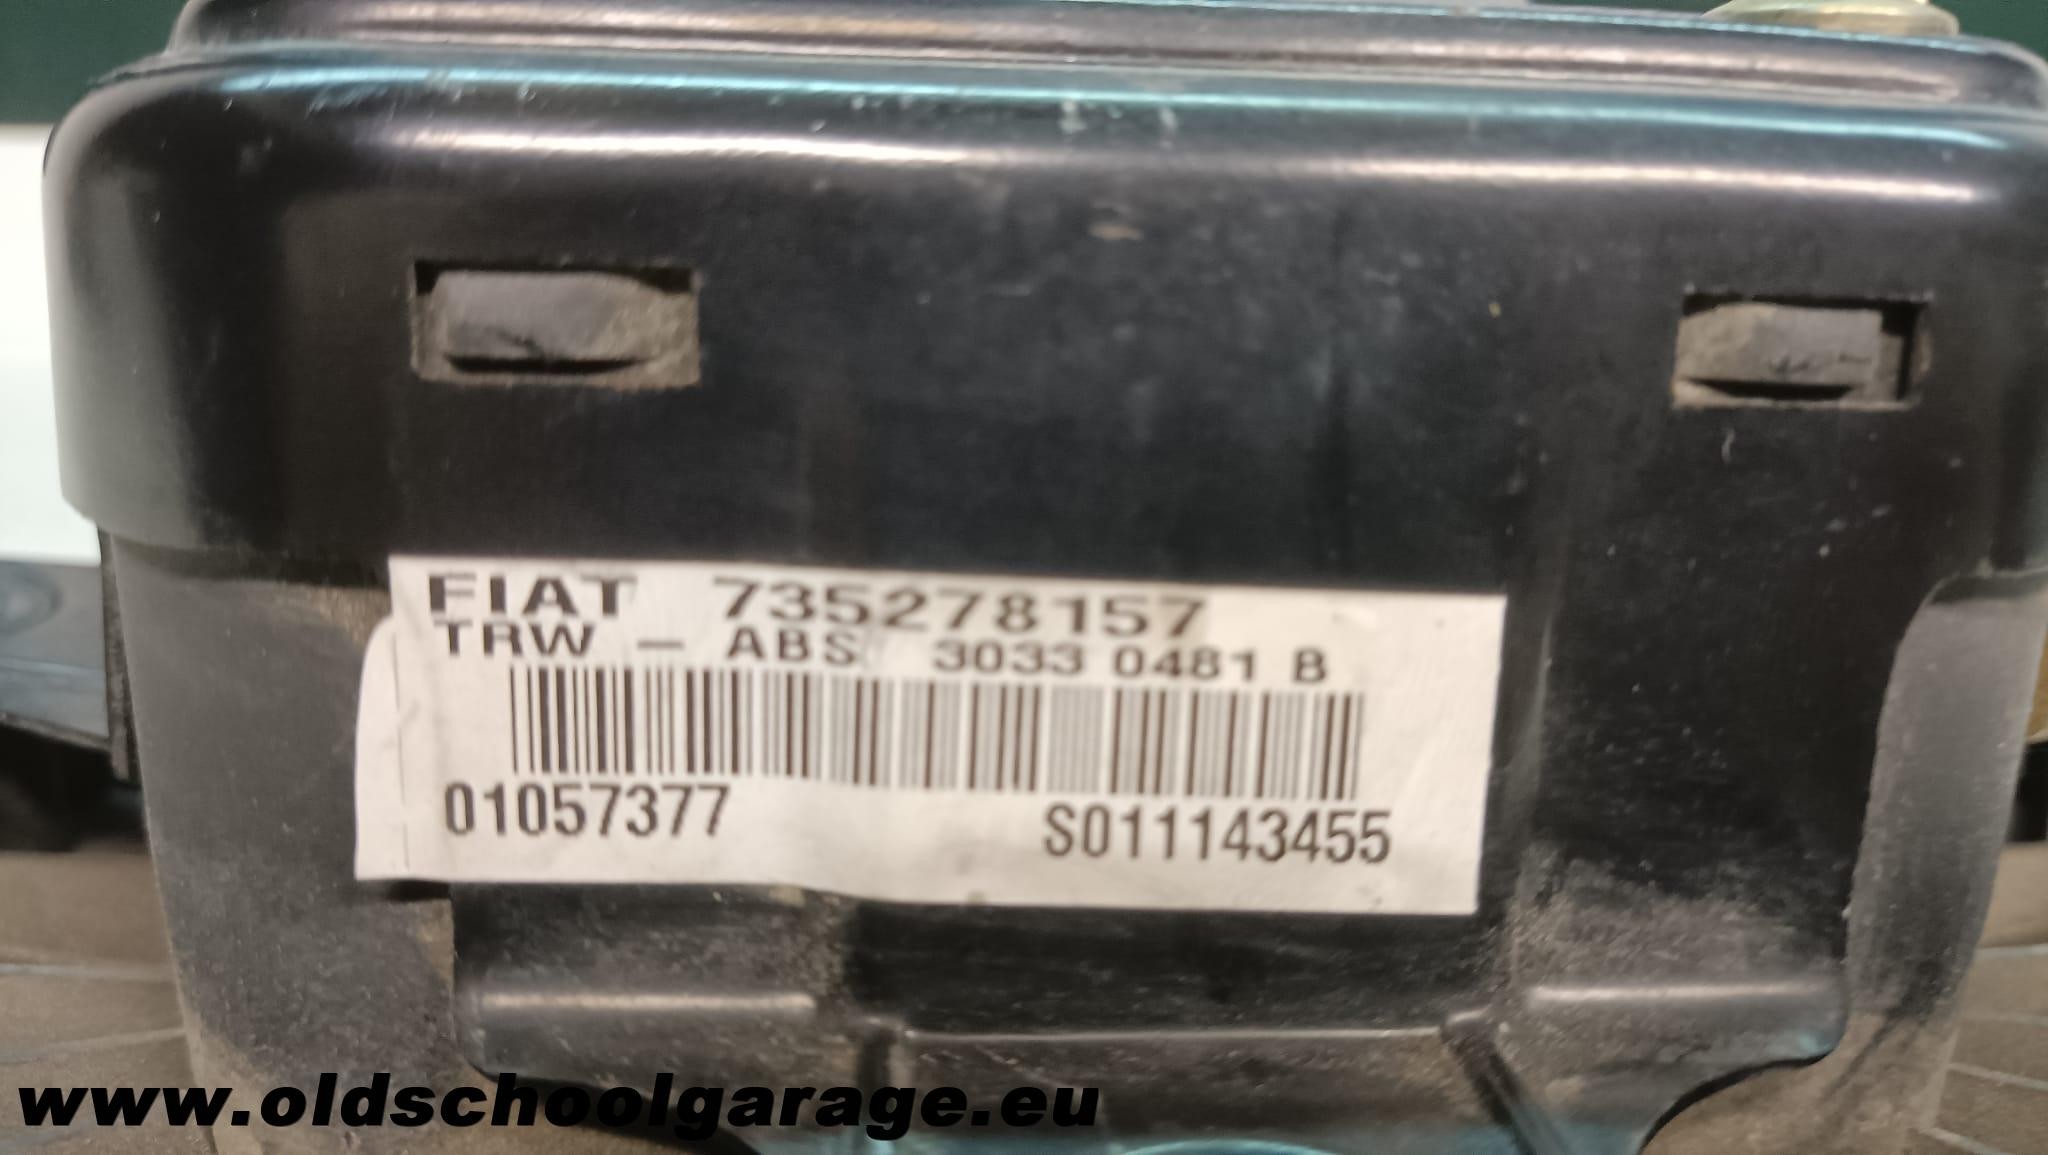 FIAT 735278157
TRW - ABS 3033 0481 B
01057377 S011143455
www.oldschoolgarage.eu